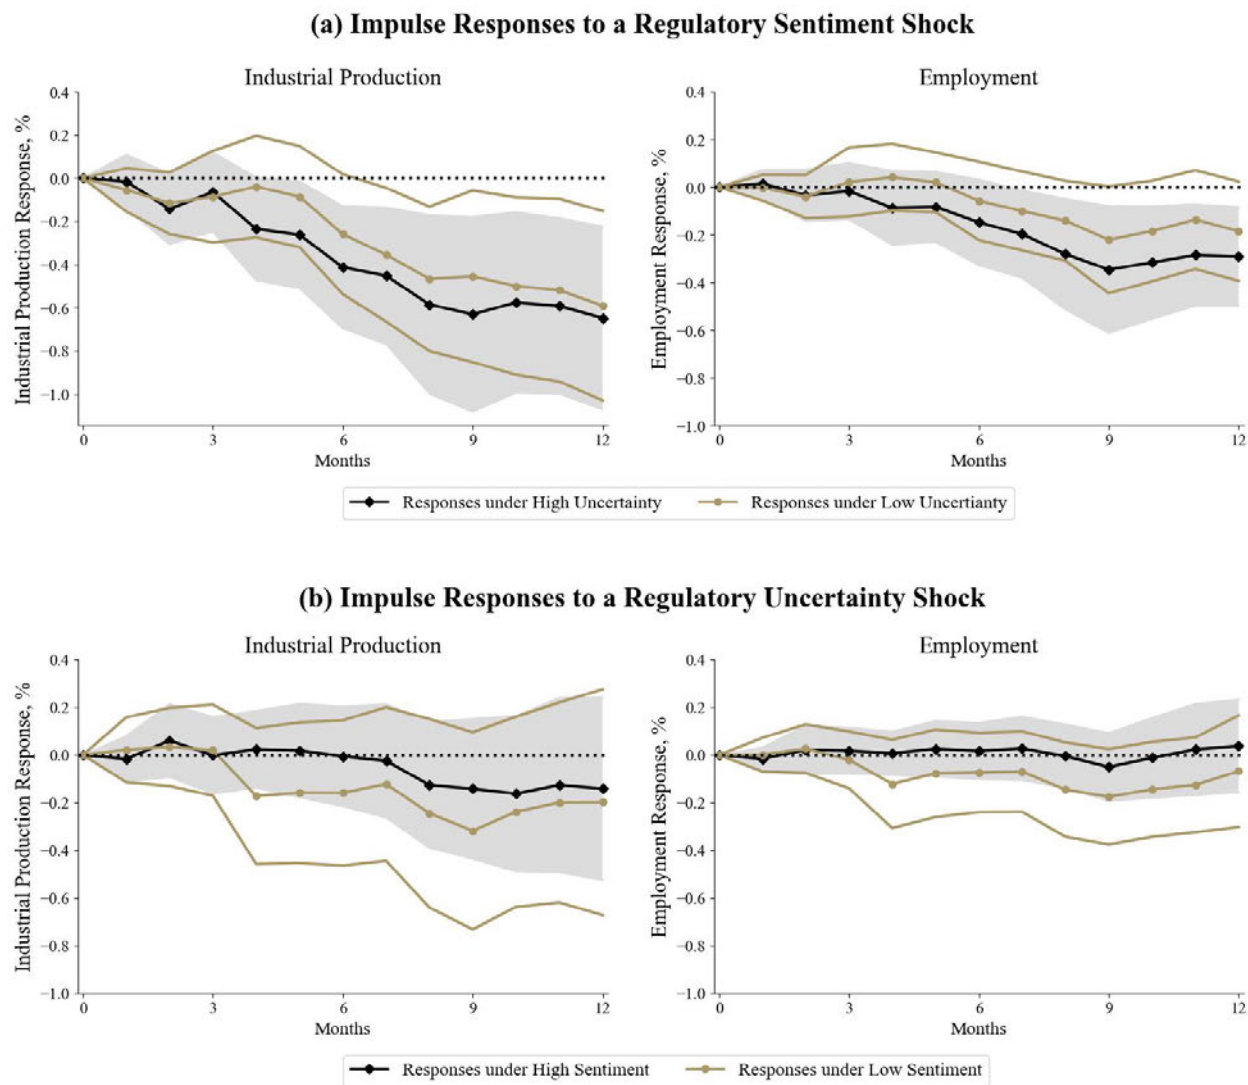 (a) Impulse Responses to a Regulatory Sentiment Shock
Industrial Production
Employment
Industrial Production Response, %
0.4
0.2
0.0
−0.2
−0.4
−0.6
−0.8
−1.0
0
3
6
9
12
Months
Employment Response, %
0.4
0.2
0.0
−0.2
−0.4
−0.6
−0.8
−1.0
0
3
6
9
12
Months
Responses under High Uncertainty
Responses under Low Uncertianty
(b) Impulse Responses to a Regulatory Uncertainty Shock
Industrial Production
Employment
Industrial Production Response, %
0.4
0.2
0.0
−0.2
−0.4
−0.6
−0.8
−1.0
0
3
6
9
12
Months
Employment Response, %
0.4
0.2
0.0
−0.2
−0.4
−0.6
−0.8
−1.0
0
3
6
9
12
Months
Responses under High Sentiment
Responses under Low Sentiment